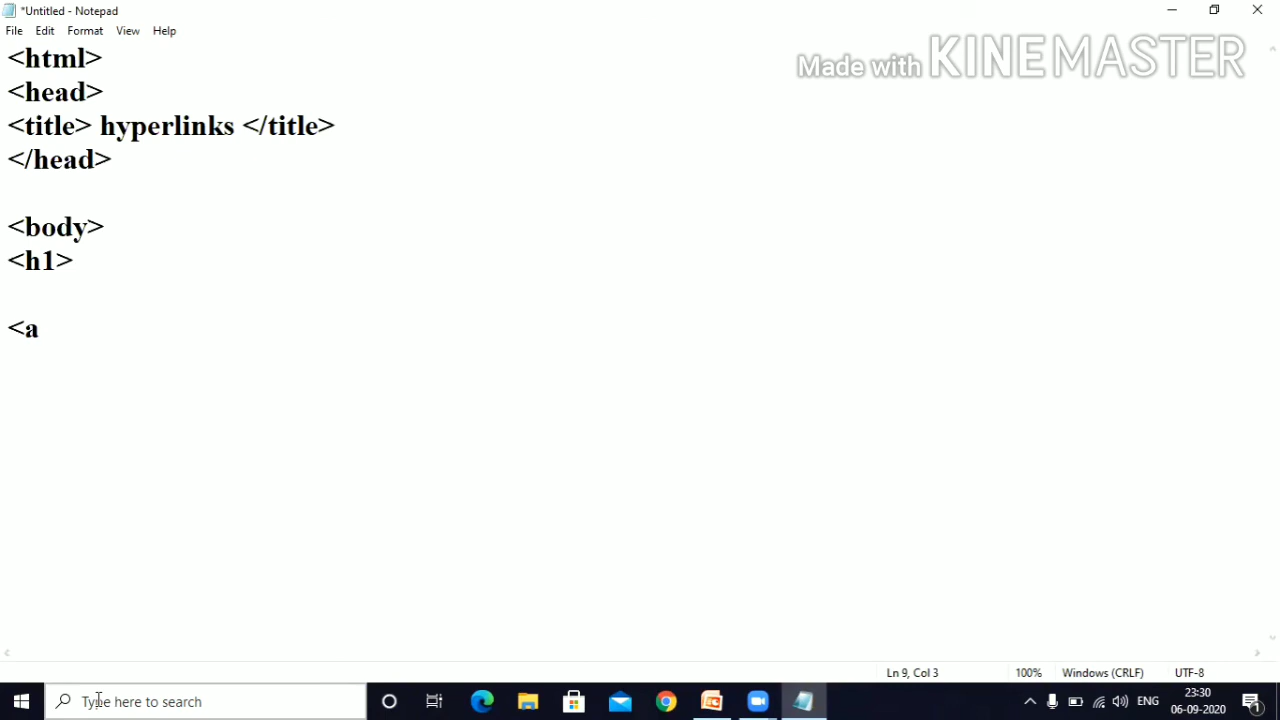 *Untitled - Notepad
File Edit Format View Help
Made with KINEMASTER
<html>
<head>
<title> hyperlinks </title>
</head>
<body>
<h1>
<a
Ln 9, Col 3 100% Windows (CRLF) UTF-8
Type here to search
ENG
23:30
06-09-2020
1